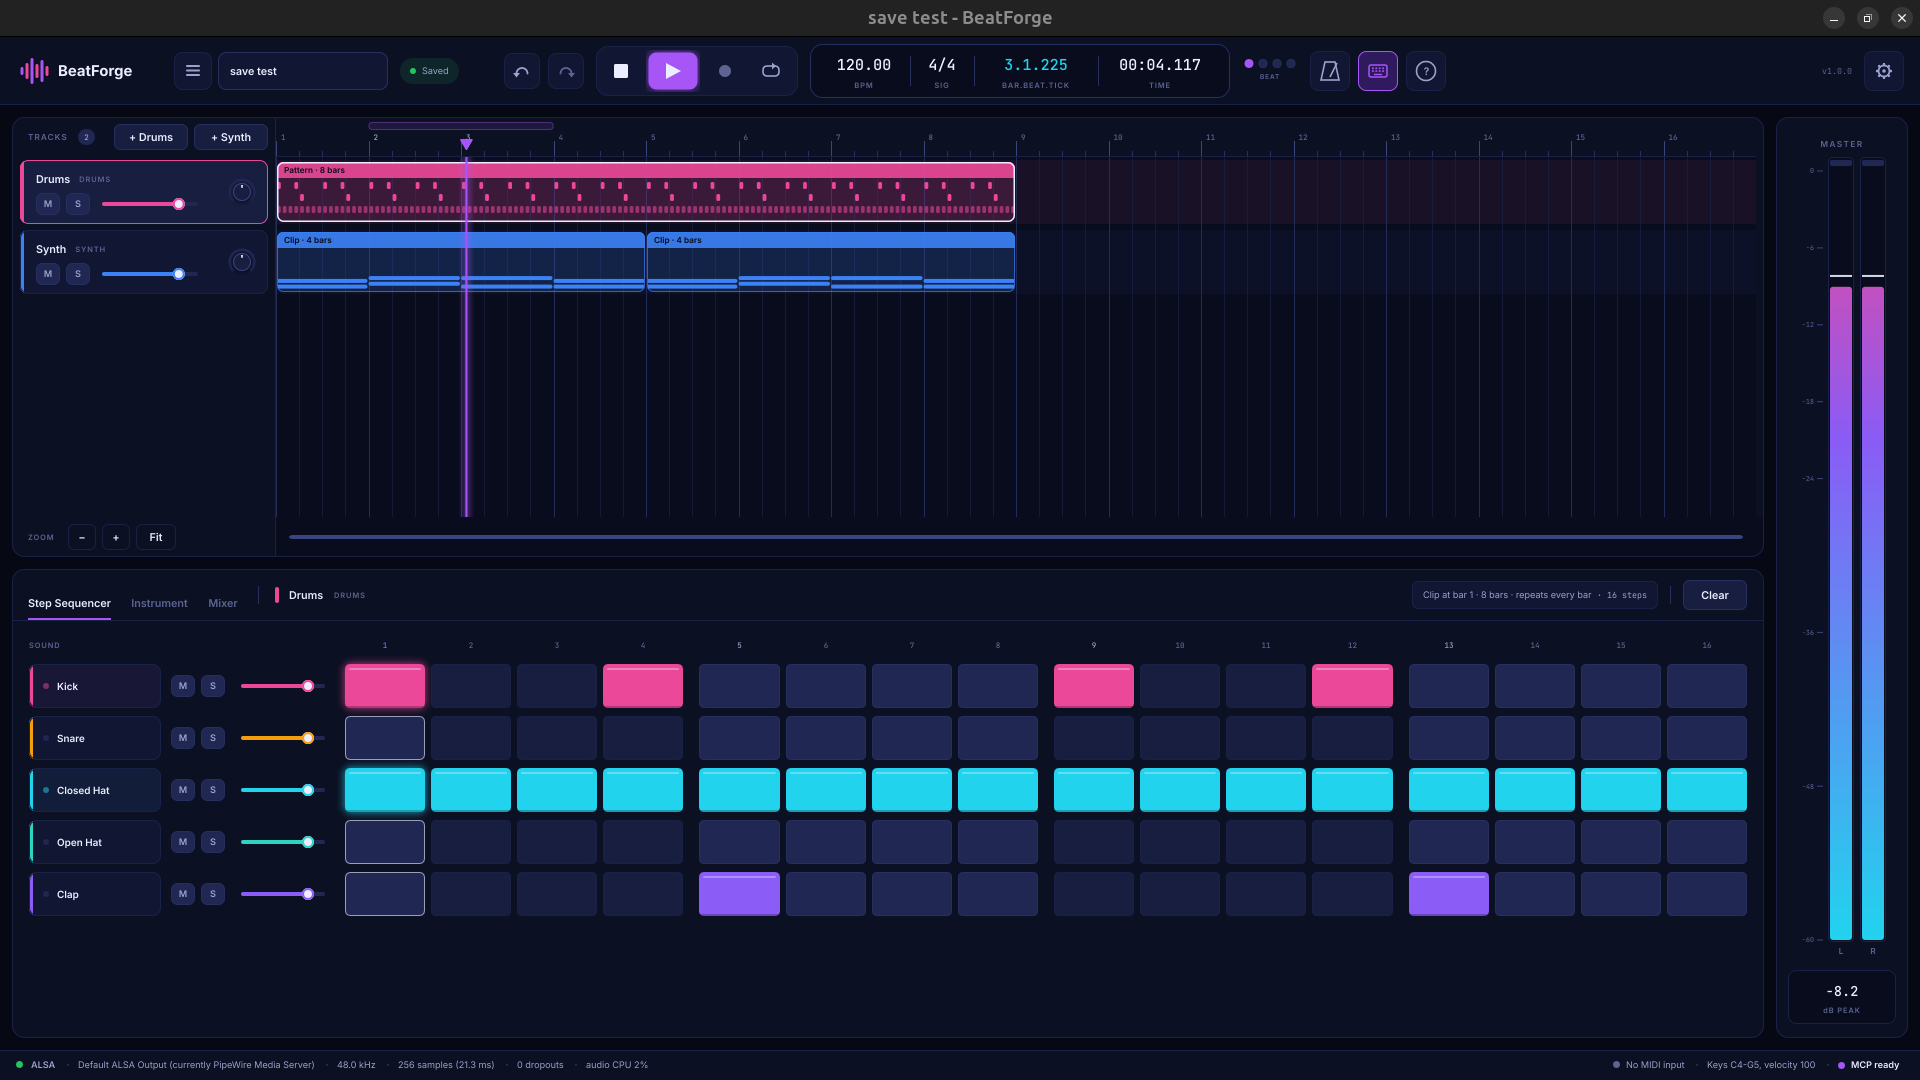 save test - BeatForge
BeatForge
save test
Saved
120.00 4/4 3.1.225 00:04.117
BPM SIG BAR.BEAT.TICK TIME
BEAT
?
v1.0.0
TRACKS 2 + Drums + Synth
1 2 3 4 5 6 7 8 9 10 11 12 13 14 15 16
Drums DRUMS
M S
Pattern · 8 bars
Synth SYNTH
M S
Clip · 4 bars Clip · 4 bars
ZOOM − + Fit
Step Sequencer Instrument Mixer Drums DRUMS
Clip at bar 1 · 8 bars · repeats every bar · 16 steps Clear
SOUND 1 2 3 4 5 6 7 8 9 10 11 12 13 14 15 16
Kick M S
Snare M S
Closed Hat M S
Open Hat M S
Clap M S
MASTER
0
-6
-12
-18
-24
-36
-48
-60
L R
-8.2
dB PEAK
ALSA · Default ALSA Output (currently PipeWire Media Server) · 48.0 kHz · 256 samples (21.3 ms) · 0 dropouts · audio CPU 2%
No MIDI input · Keys C4-G5, velocity 100 · MCP ready